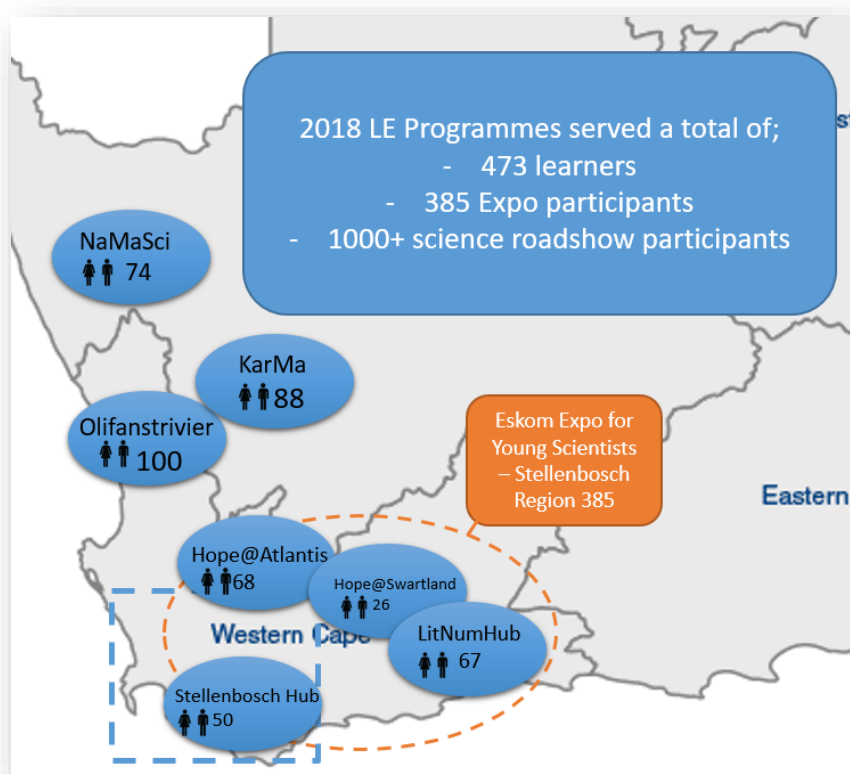 2018 LE Programmes served a total of;
- 473 learners
- 385 Expo participants
- 1000+ science roadshow participants
NaMaSci
74
KarMa
88
Olifanstrivier
100
Eskom Expo for
Young Scientists
– Stellenbosch
Region 385
Eastern
Hope@Atlantis
68
Hope@Swartland
26
Western Cape
LitNumHub
67
Stellenbosch Hub
50